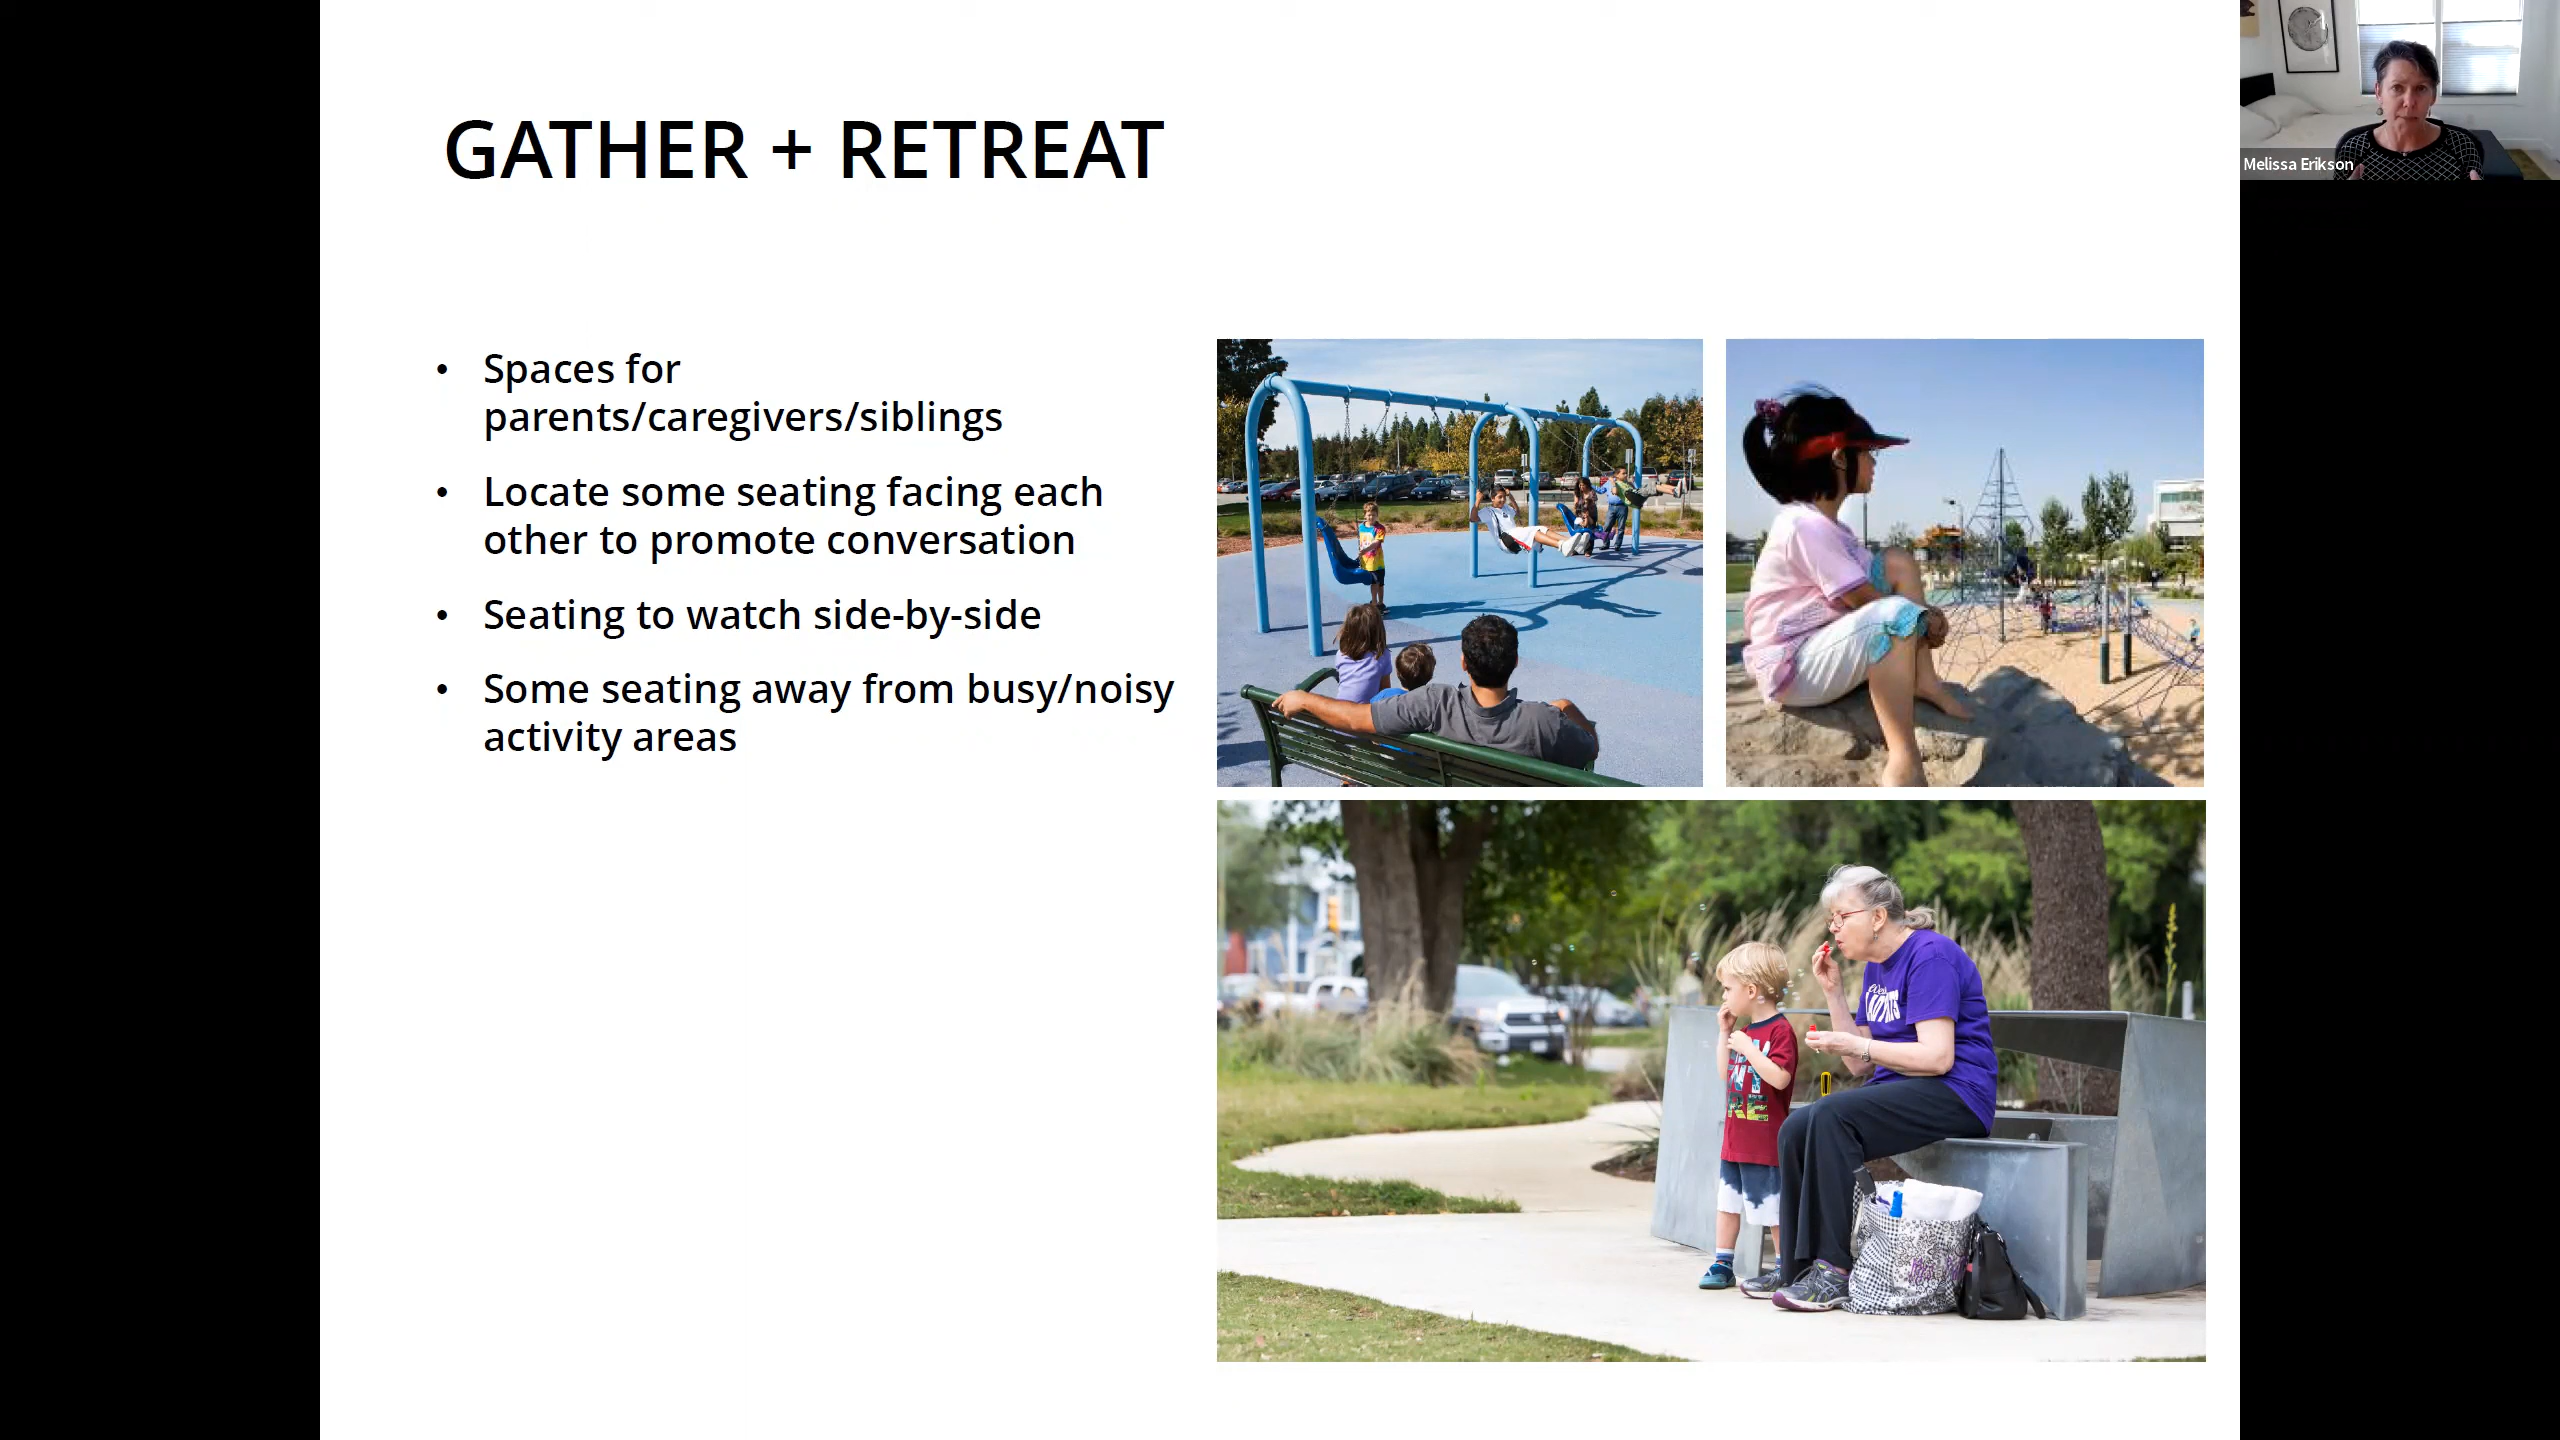 GATHER + RETREAT
Melissa Erikson
• Spaces for
parents/caregivers/siblings
• Locate some seating facing each
other to promote conversation
• Seating to watch side-by-side
• Some seating away from busy/noisy
activity areas